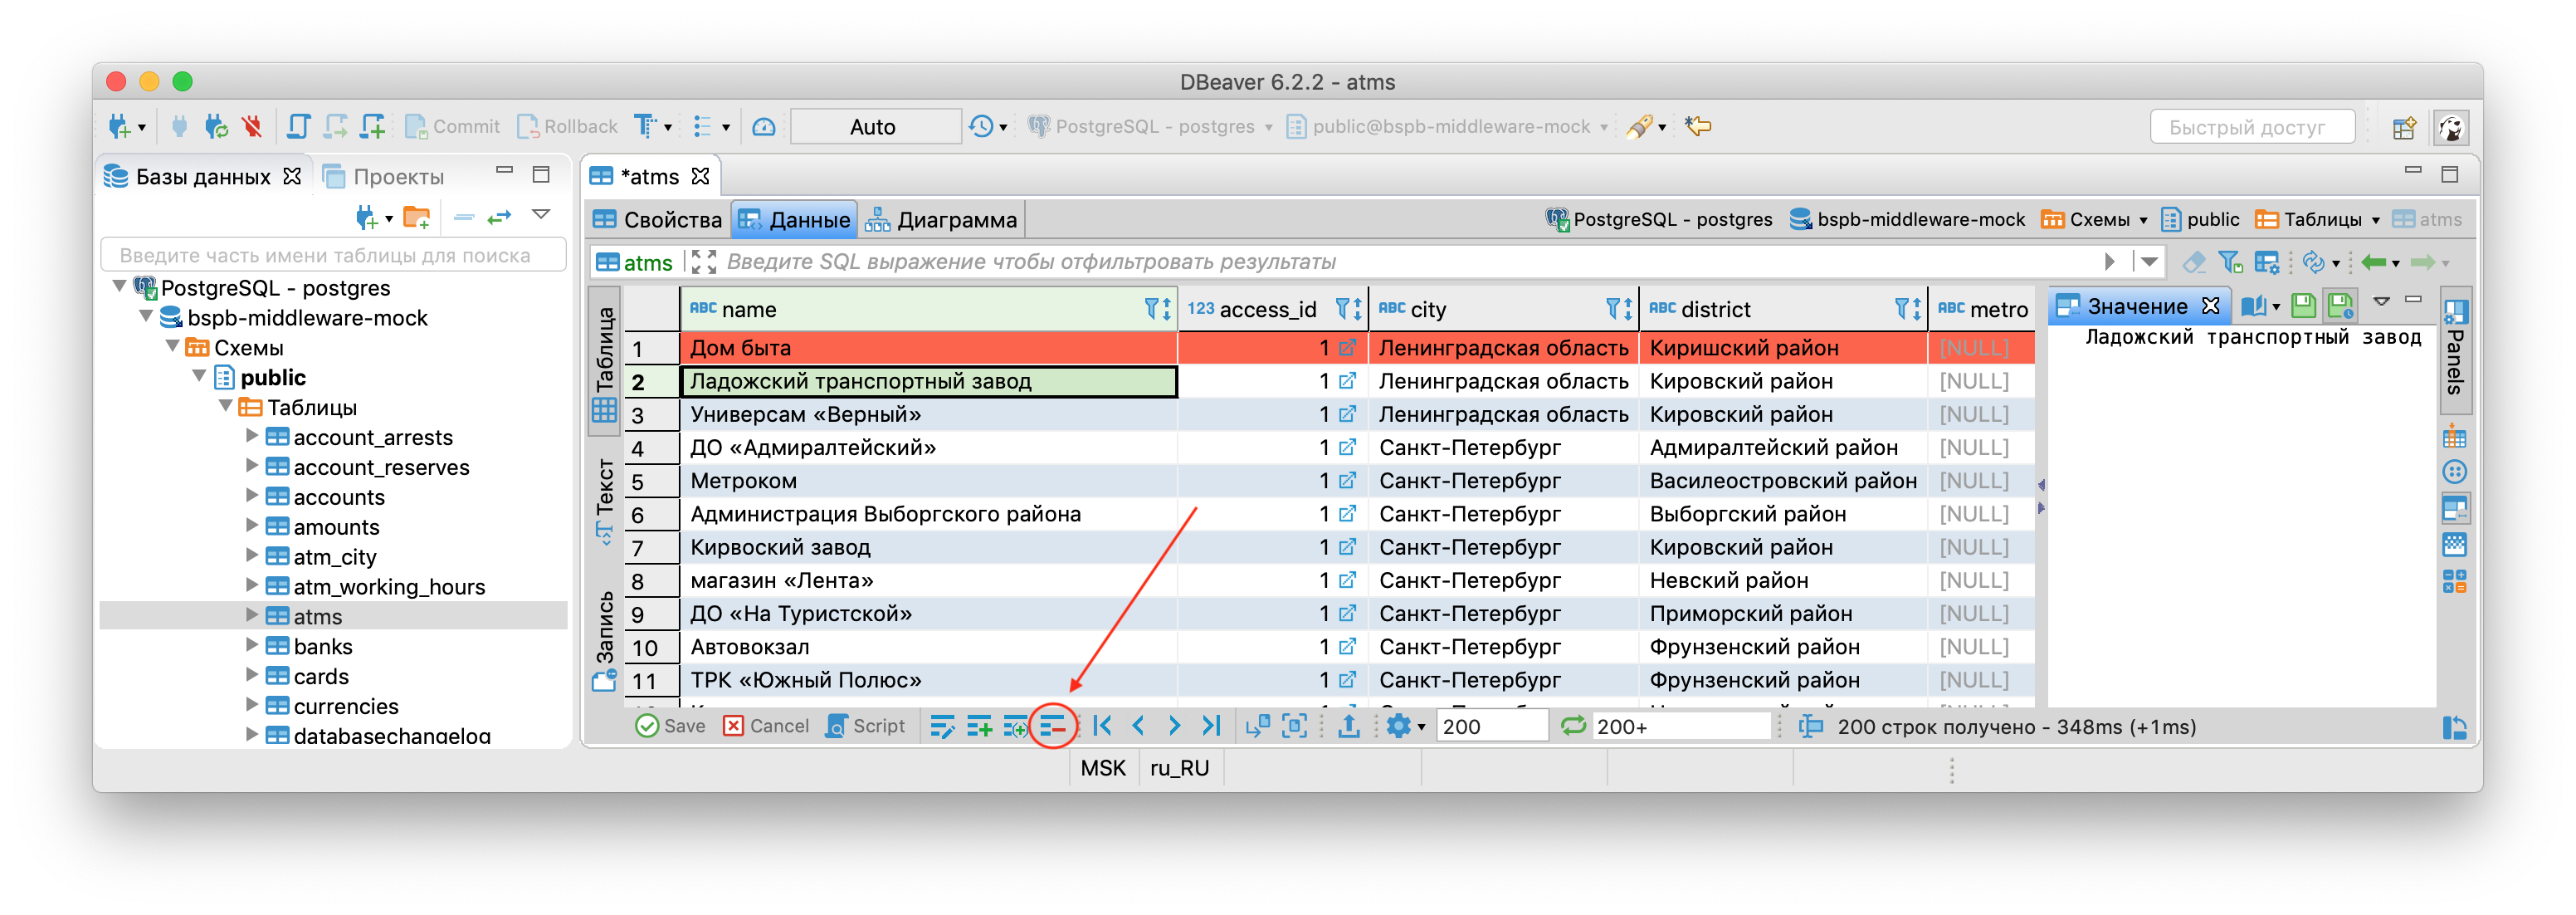 DBeaver 6.2.2 - atms
Commit Rollback Auto PostgreSQL - postgres public@bspb-middleware-mock Быстрый доступ
Базы данных Проекты
Введите часть имени таблицы для поиска
PostgreSQL - postgres
bspb-middleware-mock
Схемы
public
Таблицы
account_arrests
account_reserves
accounts
amounts
atm_city
atm_working_hours
atms
banks
cards
currencies
databasechangelog
*atms
Свойства Данные Диаграмма PostgreSQL - postgres bspb-middleware-mock Схемы public Таблицы atms
atms Введите SQL выражение чтобы отфильтровать результаты
Таблица
Текст
Запись
ABC name 123 access_id ABC city ABC district ABC metro
1 Дом быта 1 Ленинградская область Киришский район [NULL]
2 Ладожский транспортный завод 1 Ленинградская область Кировский район [NULL]
3 Универсам «Верный» 1 Ленинградская область Кировский район [NULL]
4 ДО «Адмиралтейский» 1 Санкт-Петербург Адмиралтейский район [NULL]
5 Метроком 1 Санкт-Петербург Василеостровский район [NULL]
6 Администрация Выборгского района 1 Санкт-Петербург Выборгский район [NULL]
7 Кирвоский завод 1 Санкт-Петербург Кировский район [NULL]
8 магазин «Лента» 1 Санкт-Петербург Невский район [NULL]
9 ДО «На Туристской» 1 Санкт-Петербург Приморский район [NULL]
10 Автовокзал 1 Санкт-Петербург Фрунзенский район [NULL]
11 ТРК «Южный Полюс» 1 Санкт-Петербург Фрунзенский район [NULL]
Значение
Ладожский транспортный завод
Panels
Save Cancel Script 200 200+ 200 строк получено - 348ms (+1ms)
MSK ru_RU